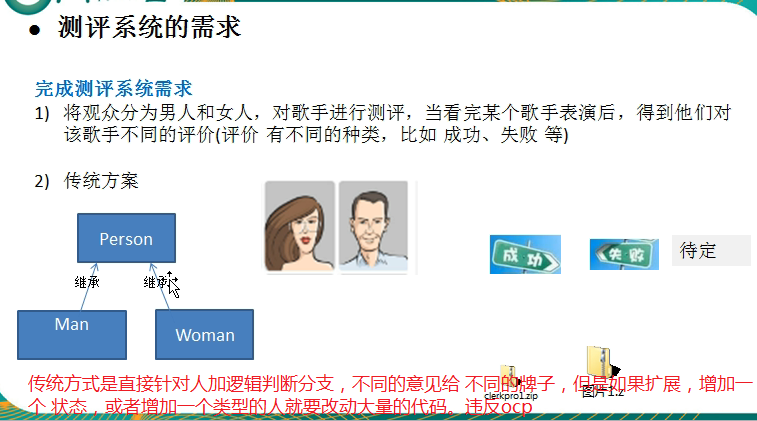 ● 测评系统的需求
完成测评系统需求
1) 将观众分为男人和女人，对歌手进行测评，当看完某个歌手表演后，得到他们对
该歌手不同的评价(评价 有不同的种类，比如 成功、失败 等)
2) 传统方案
Person
成功
失败
待定
继承
继承
Man
Woman
传统方式是直接针对人加逻辑判断分支，不同的意见给 不同的牌子，但是如果扩展，增加一
个 状态，或者增加一个类型的人就要改动大量的代码。违反ocp
clerkpro1.zip
图片1.z